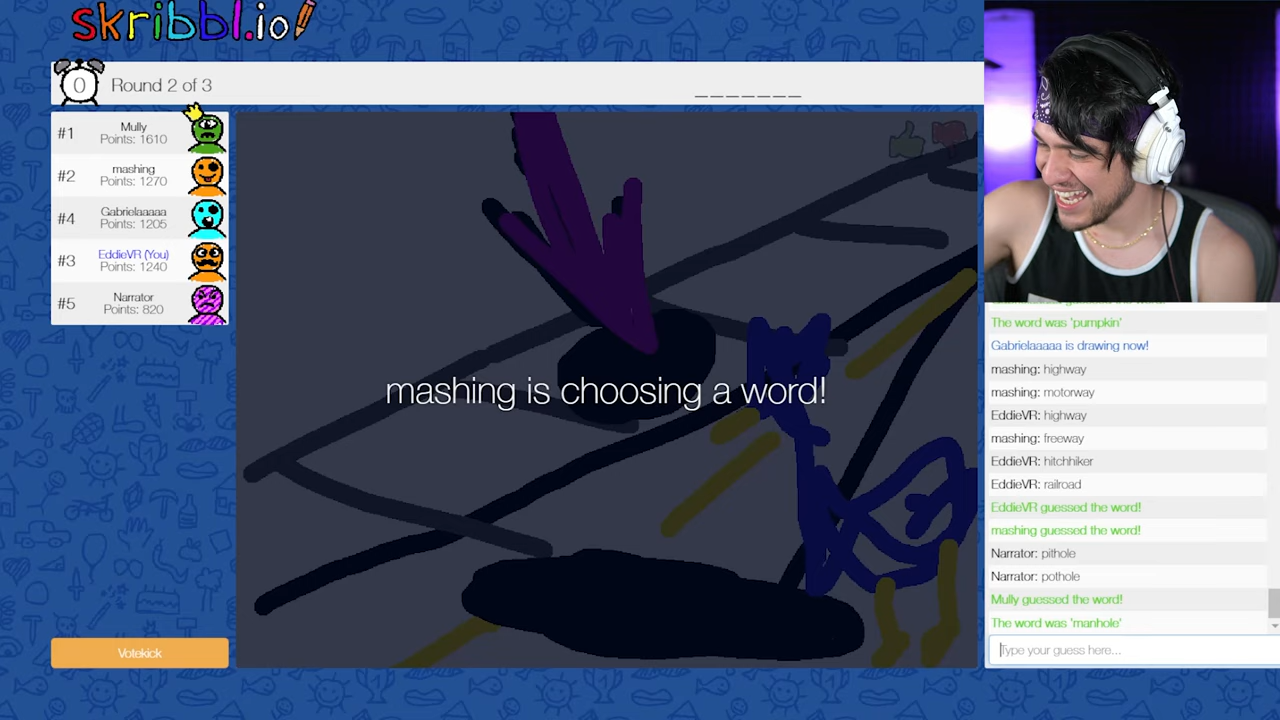 skribbl.io
0
Round 2 of 3
_______
#1
Mully
Points: 1610
#2
mashing
Points: 1270
#4
Gabrielaaaaa
Points: 1205
#3
EddieVR (You)
Points: 1240
#5
Narrator
Points: 820
mashing is choosing a word!
The word was 'pumpkin'
Gabrielaaaaa is drawing now!
mashing: highway
mashing: motorway
EddieVR: highway
mashing: freeway
EddieVR: hitchhiker
EddieVR: railroad
EddieVR guessed the word!
mashing guessed the word!
Narrator: pithole
Narrator: pothole
Mully guessed the word!
The word was 'manhole'
Type your guess here...
Votekick